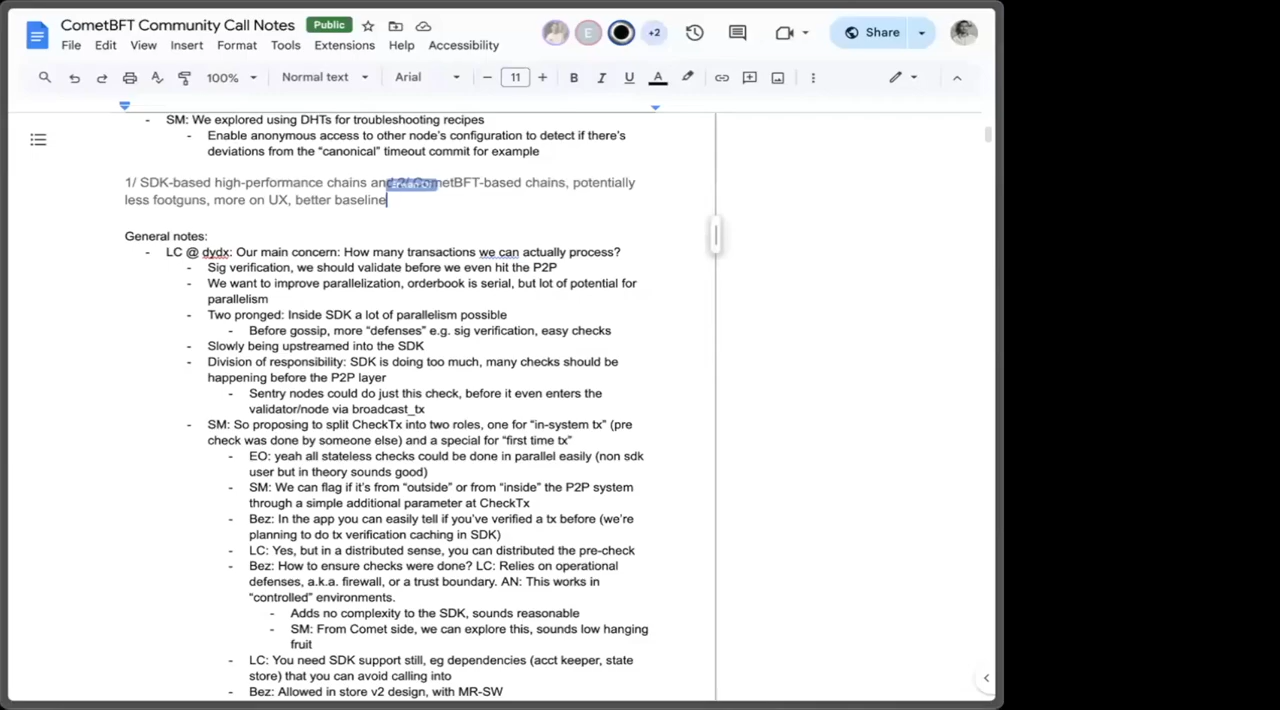 CometBFT Community Call Notes Public
File Edit View Insert Format Tools Extensions Help Accessibility
E +2 Share
100% Normal text Arial 11 B I U A
- SM: We explored using DHTs for troubleshooting recipes
- Enable anonymous access to other node's configuration to detect if there's
deviations from the “canonical” timeout commit for example
1/ SDK-based high-performance chains and CometBFT-based chains, potentially
less footguns, more on UX, better baseline
General notes:
- LC @ dydx: Our main concern: How many transactions we can actually process?
- Sig verification, we should validate before we even hit the P2P
- We want to improve parallelization, orderbook is serial, but lot of potential for
parallelism
- Two pronged: Inside SDK a lot of parallelism possible
- Before gossip, more “defenses” e.g. sig verification, easy checks
- Slowly being upstreamed into the SDK
- Division of responsibility: SDK is doing too much, many checks should be
happening before the P2P layer
- Sentry nodes could do just this check, before it even enters the
validator/node via broadcast_tx
- SM: So proposing to split CheckTx into two roles, one for “in-system tx” (pre
check was done by someone else) and a special for “first time tx”
- EO: yeah all stateless checks could be done in parallel easily (non sdk
user but in theory sounds good)
- SM: We can flag if it's from “outside” or from “inside” the P2P system
through a simple additional parameter at CheckTx
- Bez: In the app you can easily tell if you've verified a tx before (we're
planning to do tx verification caching in SDK)
- LC: Yes, but in a distributed sense, you can distributed the pre-check
- Bez: How to ensure checks were done? LC: Relies on operational
defenses, a.k.a. firewall, or a trust boundary. AN: This works in
“controlled” environments.
- Adds no complexity to the SDK, sounds reasonable
- SM: From Comet side, we can explore this, sounds low hanging
fruit
- LC: You need SDK support still, eg dependencies (acct keeper, state
store) that you can avoid calling into
- Bez: Allowed in store v2 design, with MR-SW